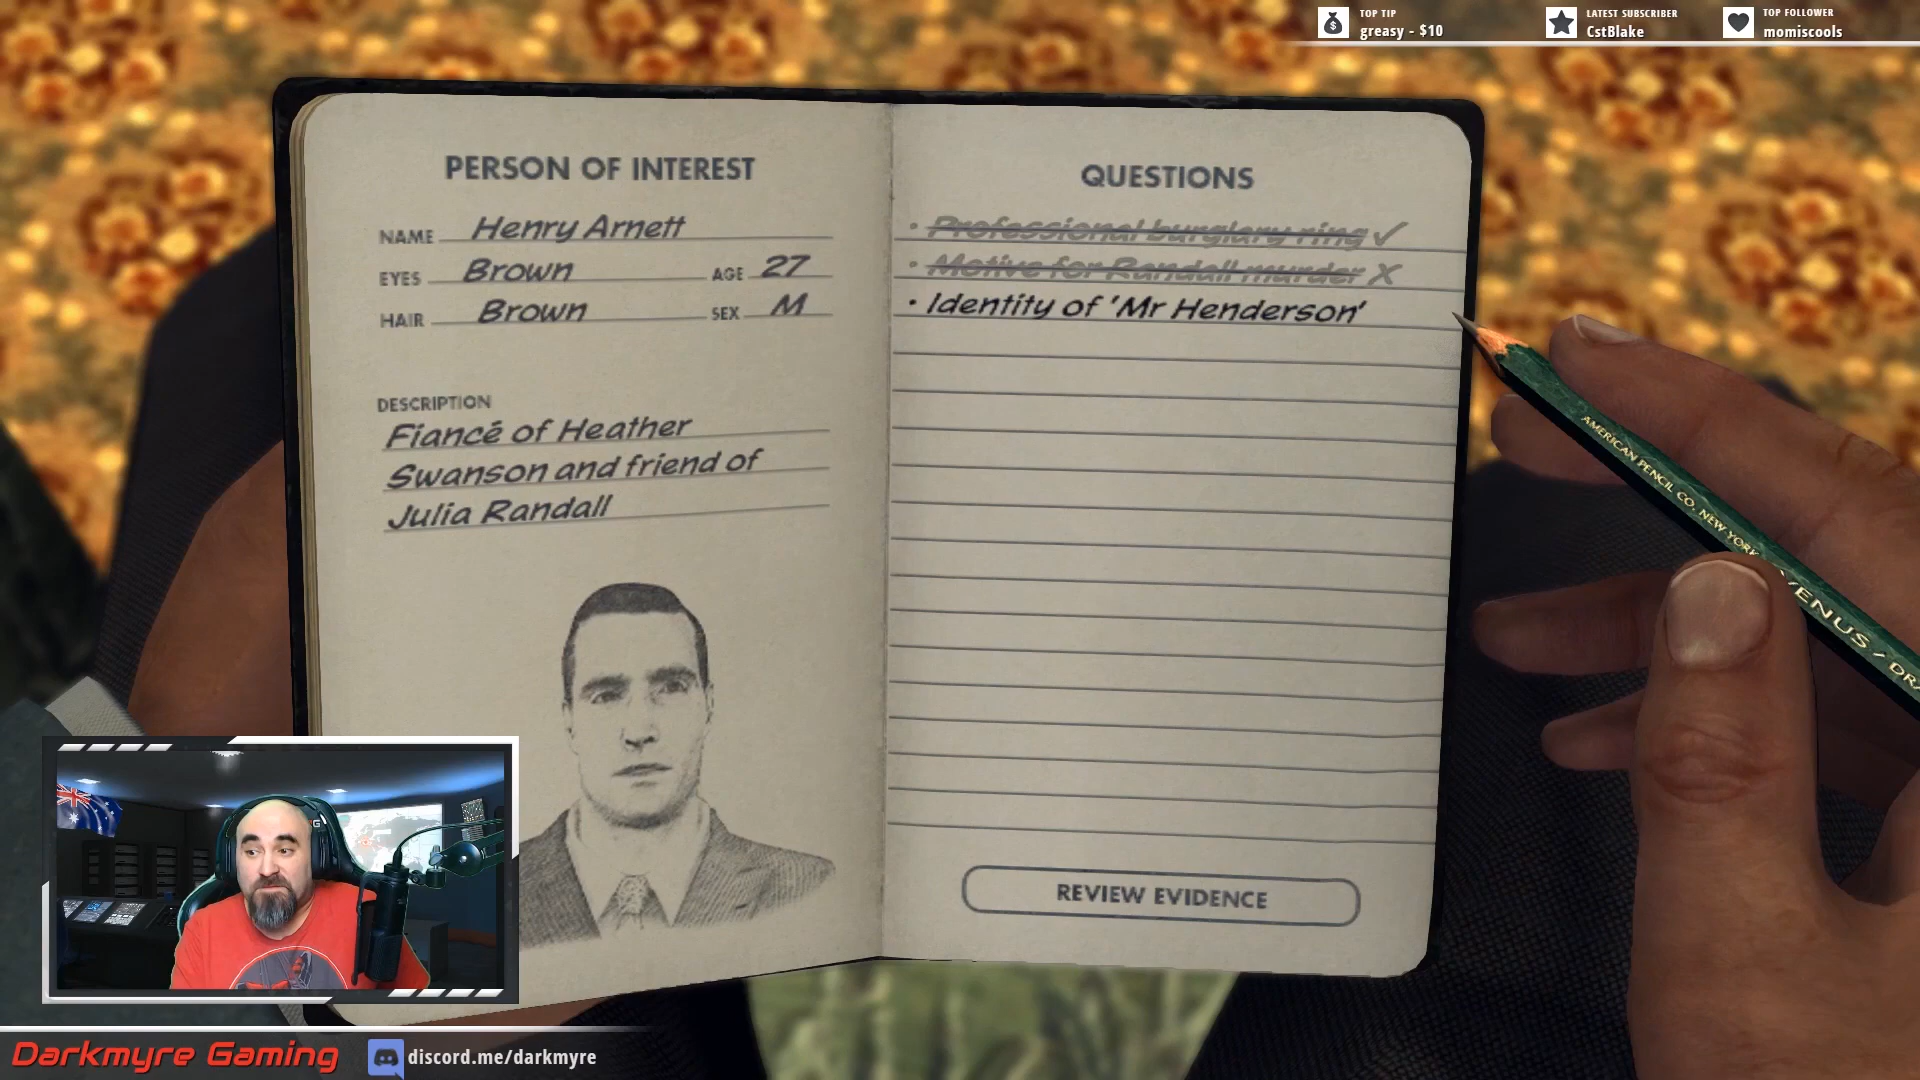 TOP TIP
greasy - $10
LATEST SUBSCRIBER
CstBlake
TOP FOLLOWER
momiscools
PERSON OF INTEREST
NAME Henry Arnett
EYES Brown AGE 27
HAIR Brown SEX M
DESCRIPTION
Fiancé of Heather
Swanson and friend of
Julia Randall
QUESTIONS
• Professional burglary ring ✓
• Motive for Randall murder X
• Identity of 'Mr Henderson'
REVIEW EVIDENCE
AMERICAN PENCIL CO. NEW YORK
VENUS / DRA
Darkmyre Gaming
discord.me/darkmyre